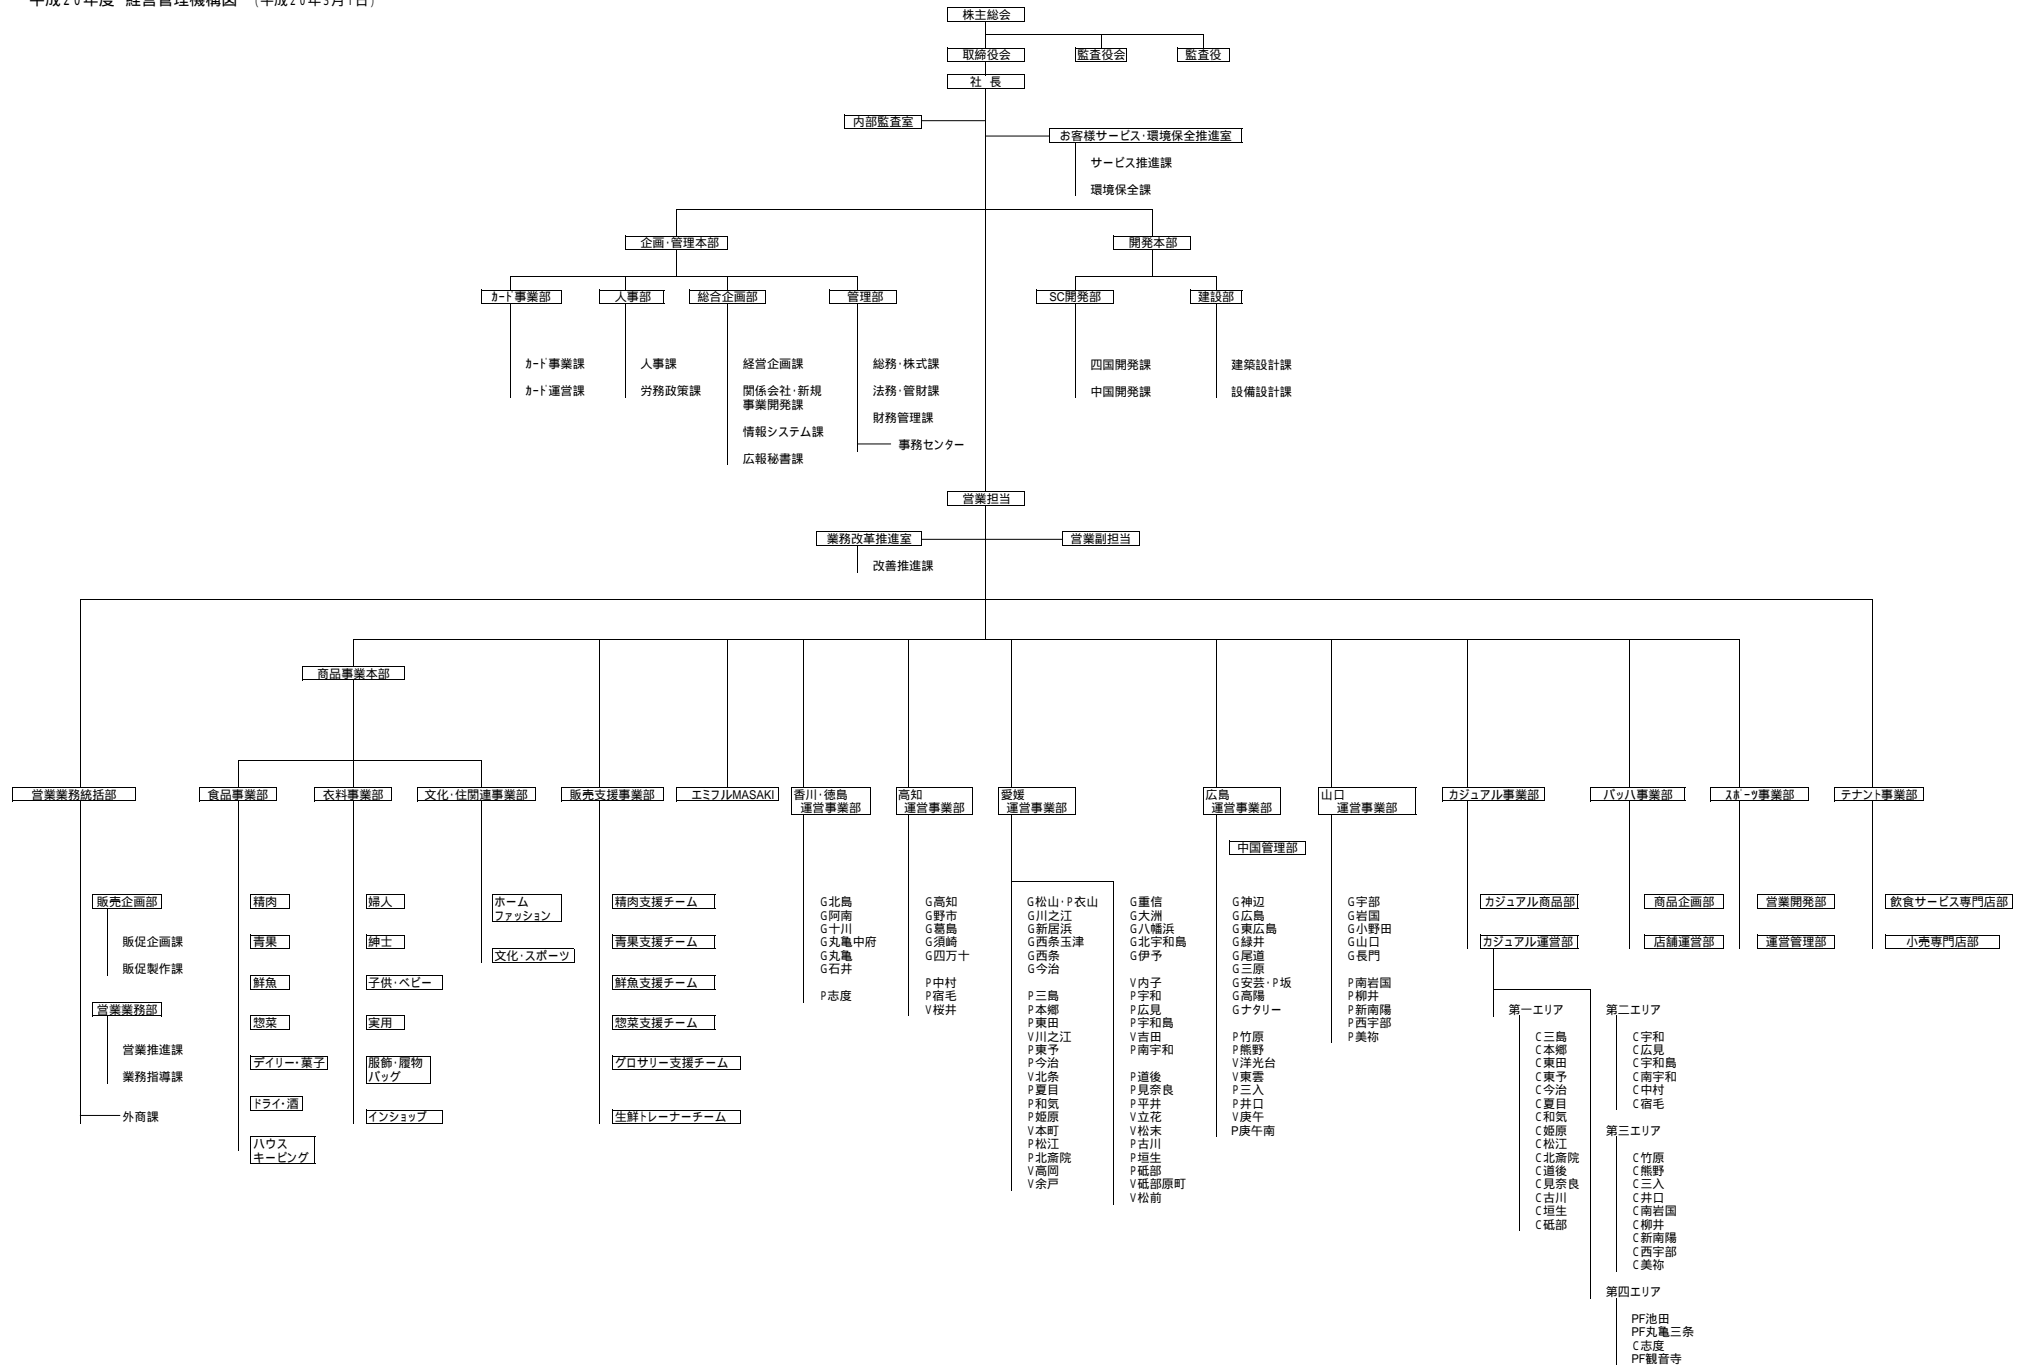 平成20年度 経営管理機構図 (平成20年3月1日)
株主総会
取締役会
監査役会
監査役
社 長
内部監査室
お客様サービス・環境保全推進室
サービス推進課
環境保全課
企画・管理本部
開発本部
カード事業部
人事部
総合企画部
管理部
SC開発部
建設部
カード事業課
カード運営課
人事課
労務政策課
経営企画課
関係会社・新規
事業開発課
情報システム課
広報秘書課
総務・株式課
法務・管財課
財務管理課
事務センター
四国開発課
中国開発課
建築設計課
設備設計課
営業担当
業務改革推進室
営業副担当
改善推進課
商品事業本部
営業業務統括部
食品事業部
衣料事業部
文化・住関連事業部
販売支援事業部
エミフルMASAKI
香川・徳島
運営事業部
高知
運営事業部
愛媛
運営事業部
広島
運営事業部
山口
運営事業部
カジュアル事業部
バッハ事業部
スポーツ事業部
テナント事業部
中国管理部
販売企画部
販促企画課
販促製作課
営業業務部
営業推進課
業務指導課
外商課
精肉
青果
鮮魚
惣菜
デイリー・菓子
ドライ・酒
ハウス
キーピング
婦人
紳士
子供・ベビー
実用
服飾・履物
バッグ
インショップ
ホーム
ファッション
文化・スポーツ
精肉支援チーム
青果支援チーム
鮮魚支援チーム
惣菜支援チーム
グロサリー支援チーム
生鮮トレーナーチーム
G北島
G阿南
G十川
G丸亀中府
G丸亀
G石井
P志度
G高知
G野市
G葛島
G須崎
G四万十
P中村
P宿毛
V桜井
G松山・P衣山
G川之江
G新居浜
G西条玉津
G西条
G今治
P三島
P本郷
P東田
V川之江
P東予
P今治
V北条
P夏目
P和気
P姫原
V本町
P松江
P北斎院
V高岡
V余戸
G重信
G大洲
G八幡浜
G北宇和島
G伊予
V内子
P宇和
P広見
P宇和島
V吉田
P南宇和
P道後
P見奈良
P平井
V立花
V松末
P古川
P垣生
P砥部
V砥部原町
V松前
G神辺
G広島
G東広島
G緑井
G尾道
G三原
G安芸・P坂
G高陽
Gナタリー
P竹原
P熊野
V洋光台
V東雲
P三入
P井口
V庚午
P庚午南
G宇部
G岩国
G小野田
G山口
G長門
P南岩国
P柳井
P新南陽
P西宇部
P美祢
カジュアル商品部
カジュアル運営部
第一エリア
C三島
C本郷
C東田
C東予
C今治
C夏目
C和気
C姫原
C松江
C北斎院
C道後
C見奈良
C古川
C垣生
C砥部
第二エリア
C宇和
C広見
C宇和島
C南宇和
C中村
C宿毛
第三エリア
C竹原
C熊野
C三入
C井口
C南岩国
C柳井
C新南陽
C西宇部
C美祢
第四エリア
PF池田
PF丸亀三条
C志度
PF観音寺
商品企画部
店舗運営部
営業開発部
運営管理部
飲食サービス専門店部
小売専門店部